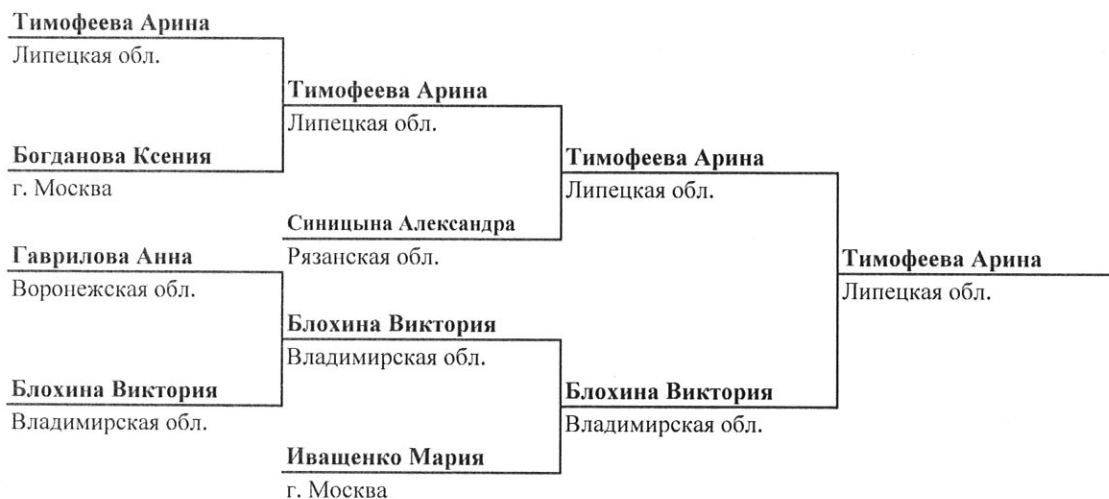 Тимофеева Арина
Липецкая обл.
Тимофеева Арина
Липецкая обл.
Богданова Ксения
г. Москва
Тимофеева Арина
Липецкая обл.
Синицына Александра
Рязанская обл.
Гаврилова Анна
Воронежская обл.
Тимофеева Арина
Липецкая обл.
Блохина Виктория
Владимирская обл.
Блохина Виктория
Владимирская обл.
Блохина Виктория
Владимирская обл.
Иващенко Мария
г. Москва